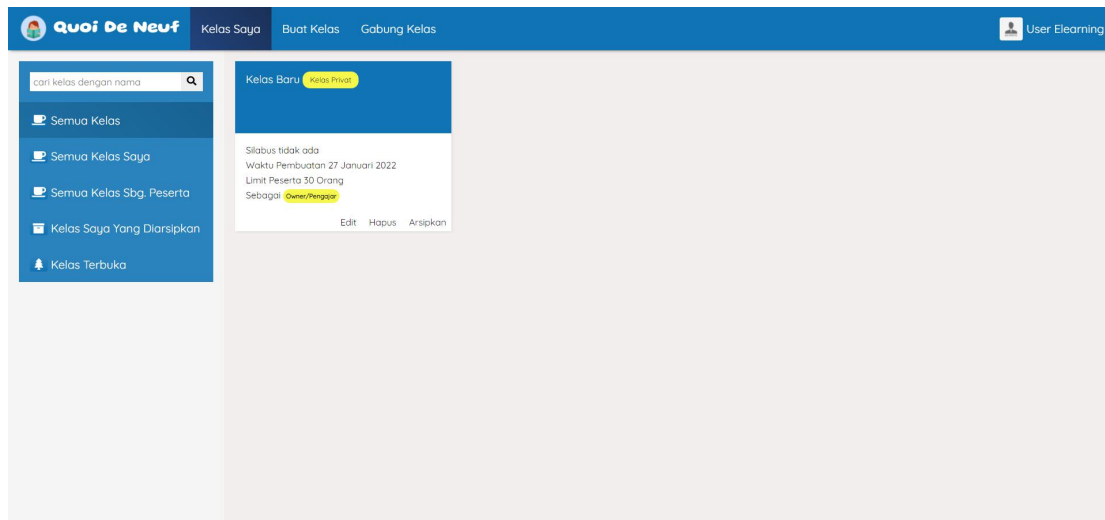 Quoi De Neuf Kelas Saya Buat Kelas Gabung Kelas User Elearning
cari kelas dengan nama
Semua Kelas
Semua Kelas Saya
Semua Kelas Sbg. Peserta
Kelas Saya Yang Diarsipkan
Kelas Terbuka
Kelas Baru Kelas Privat
Silabus tidak ada
Waktu Pembuatan 27 Januari 2022
Limit Peserta 30 Orang
Sebagai Owner/Pengajar
Edit Hapus Arsipkan